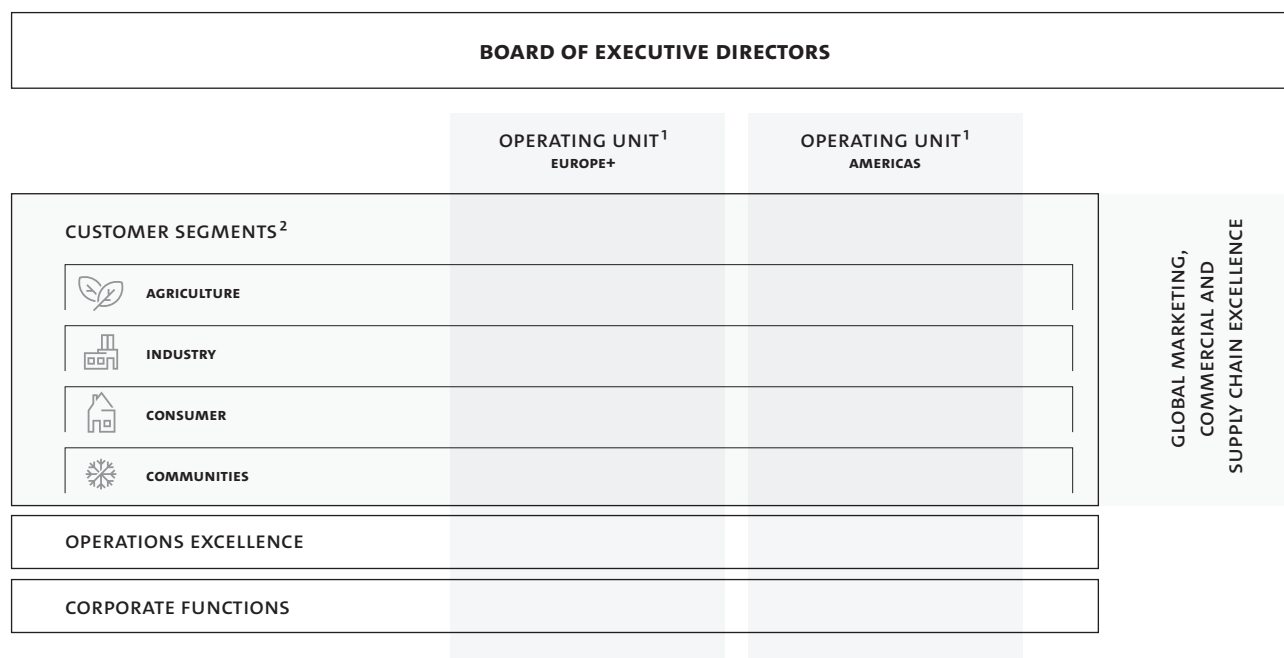 BOARD OF EXECUTIVE DIRECTORS
OPERATING UNIT¹
EUROPE+
OPERATING UNIT¹
AMERICAS
CUSTOMER SEGMENTS²
AGRICULTURE
INDUSTRY
CONSUMER
COMMUNITIES
GLOBAL MARKETING,
COMMERCIAL AND
SUPPLY CHAIN EXCELLENCE
OPERATIONS EXCELLENCE
CORPORATE FUNCTIONS